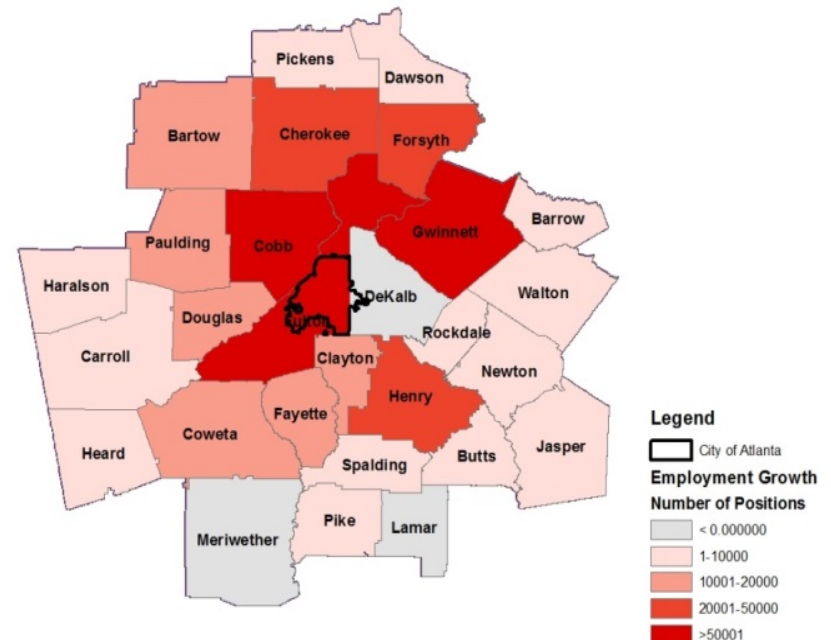 Pickens
Dawson
Bartow
Cherokee
Forsyth
Barrow
Paulding
Cobb
Gwinnett
Haralson
DeKalb
Walton
Douglas
Fulton
Rockdale
Carroll
Clayton
Newton
Henry
Fayette
Coweta
Heard
Spalding
Butts
Jasper
Pike
Lamar
Meriwether
Legend
City of Atlanta
Employment Growth
Number of Positions
< 0.000000
1-10000
10001-20000
20001-50000
>50001